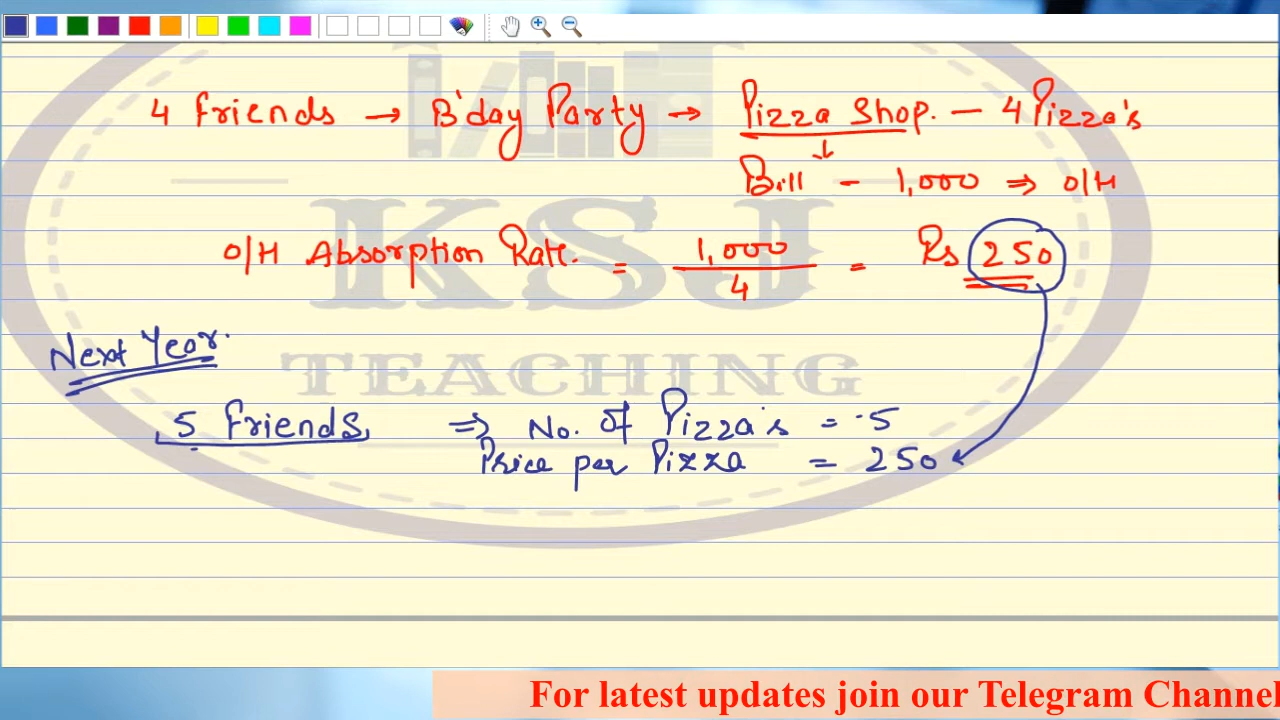 4 Friends → B'day Party → Pizza Shop. — 4 Pizza's
↓
Bill - 1,000 ⇒ O/H
O/H Absorption Rate. = 1,000 / 4 = Rs 250
KSJ
TEACHING
Next Year.
5 Friends ⇒ No. of Pizza's = 5
Price per Pizza = 250
For latest updates join our Telegram Channel